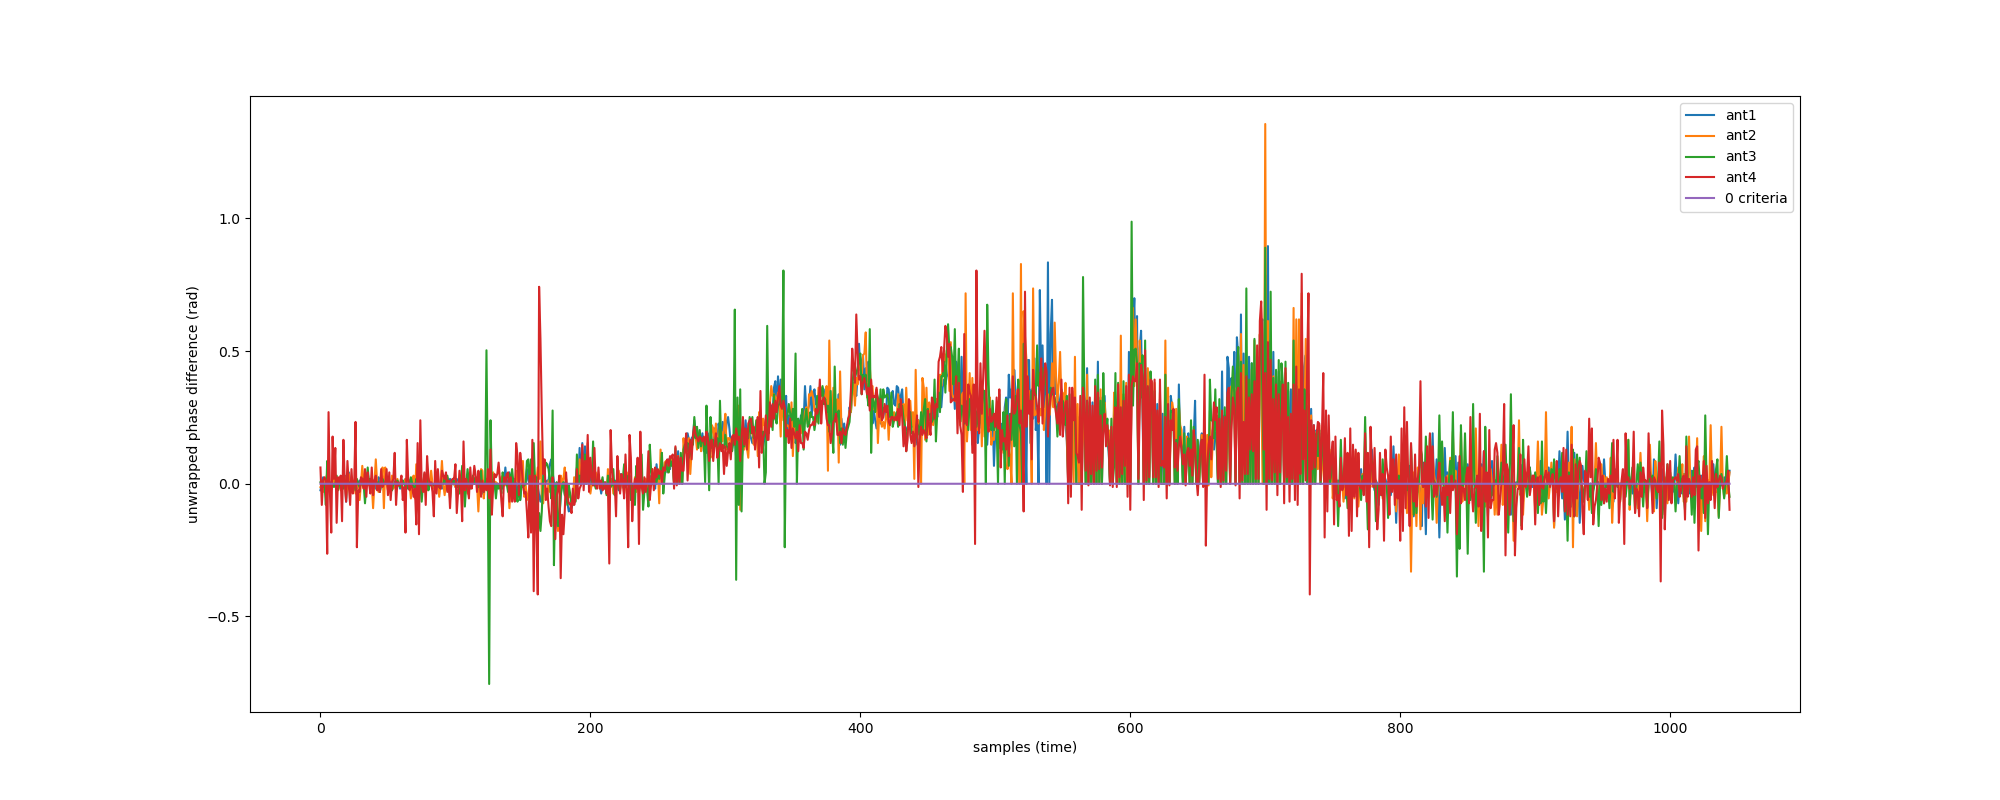 ant1
ant2
ant3
ant4
0 criteria
1.0
0.5
0.0
−0.5
unwrapped phase difference (rad)
0 200 400 600 800 1000
samples (time)